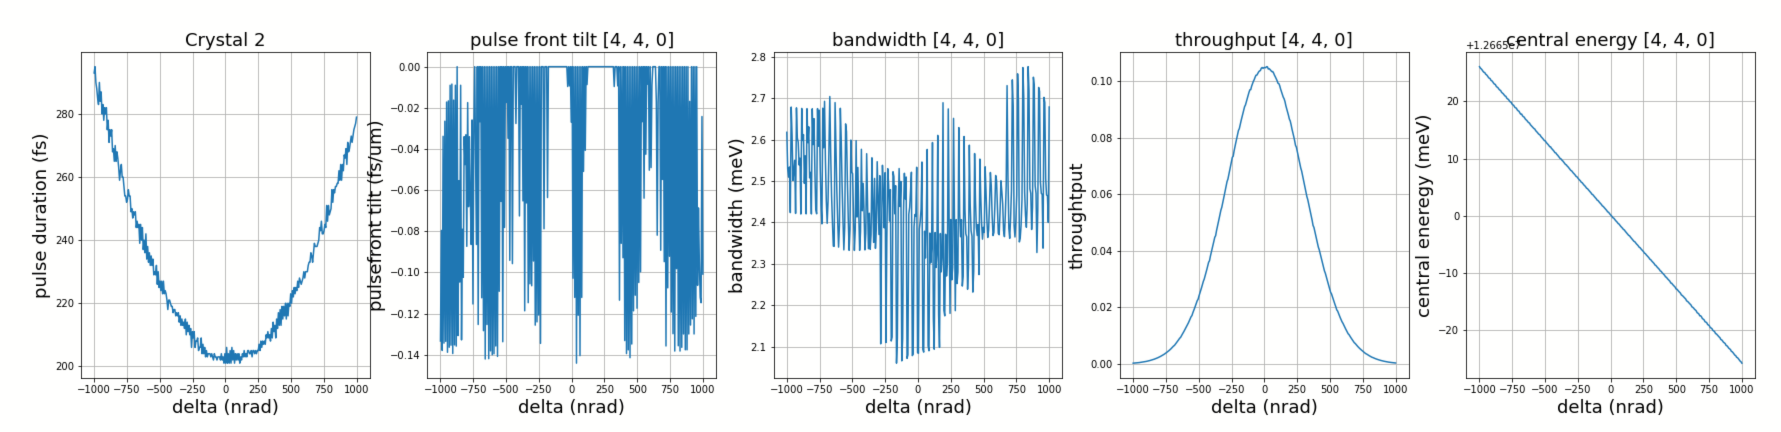 Crystal 2
pulse duration (fs)
280
260
240
220
200
−1000 −750 −500 −250 0 250 500 750 1000
delta (nrad)
pulse front tilt [4, 4, 0]
pulsefront tilt (fs/um)
0.00
−0.02
−0.04
−0.06
−0.08
−0.10
−0.12
−0.14
−1000 −750 −500 −250 0 250 500 750 1000
delta (nrad)
bandwidth [4, 4, 0]
bandwidth (meV)
2.8
2.7
2.6
2.5
2.4
2.3
2.2
2.1
−1000 −750 −500 −250 0 250 500 750 1000
delta (nrad)
throughput [4, 4, 0]
throughtput
0.10
0.08
0.06
0.04
0.02
0.00
−1000 −750 −500 −250 0 250 500 750 1000
delta (nrad)
central energy [4, 4, 0]
+1.2665e7
central eneergy (meV)
20
10
0
−10
−20
−1000 −750 −500 −250 0 250 500 750 1000
delta (nrad)